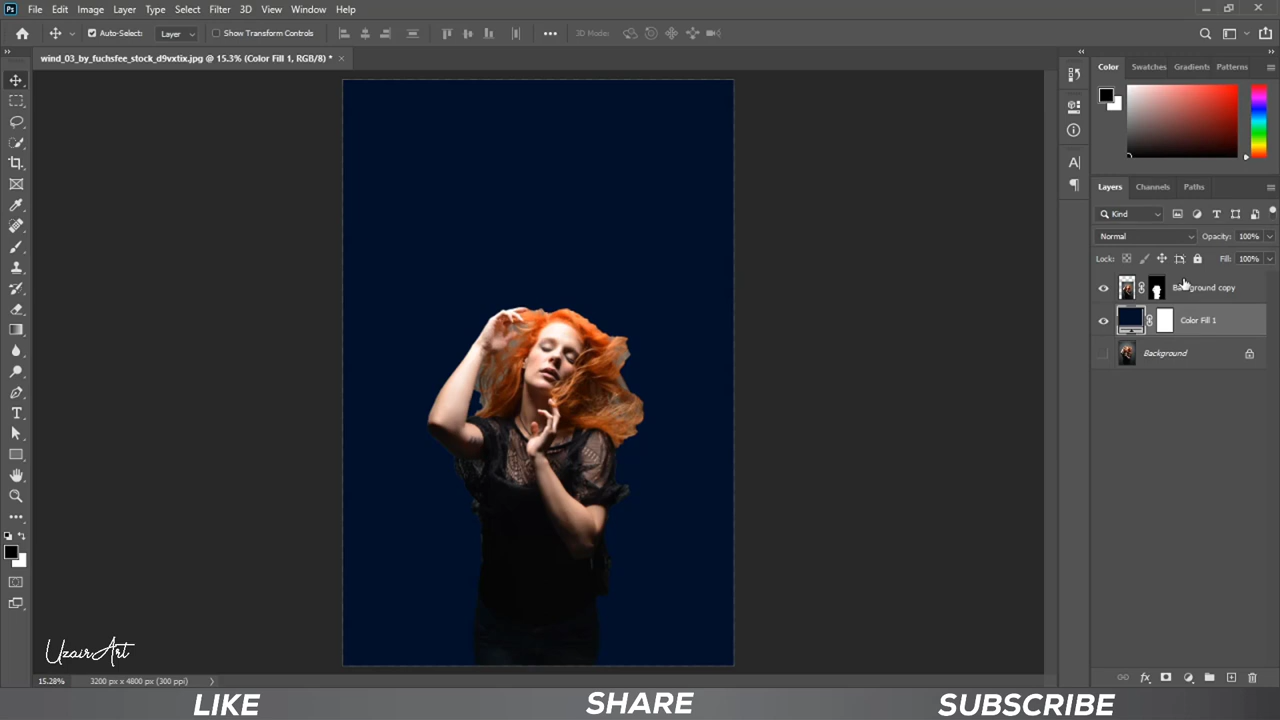 Ps File Edit Image Layer Type Select Filter 3D View Window Help
Auto-Select: Layer Show Transform Controls 3D Mode:
wind_03_by_fuchsfee_stock_d9vxtix.jpg @ 15.3% (Color Fill 1, RGB/8) * ×
Color Swatches Gradients Patterns
Layers Channels Paths
Kind
Normal Opacity: 100%
Lock: Fill: 100%
Background copy
Color Fill 1
Background
UzairArt
15.28% 3200 px x 4800 px (300 ppi)
LIKE SHARE SUBSCRIBE